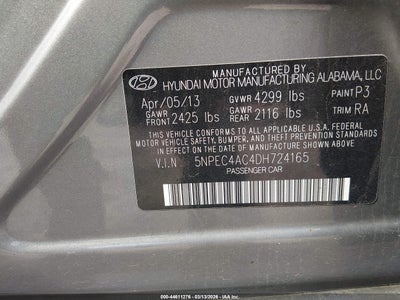 MANUFACTURED BY
HYUNDAI MOTOR MANUFACTURING ALABAMA, LLC
Apr/05/13 GVWR 4299 lbs PAINT P3
GAWR FRONT 2425 lbs GAWR REAR 2116 lbs TRIM RA
THIS VEHICLE CONFORMS TO ALL APPLICABLE U.S. FEDERAL MOTOR
VEHICLE SAFETY, BUMPER, & THEFT PREVENTION STANDARDS
IN EFFECT ON THE DATE OF MANUFACTURE SHOWN ABOVE.
V.I.N 5NPEC4AC4DH724165
PASSENGER CAR
000-44611276 - 03/13/2026 - IAA Inc.